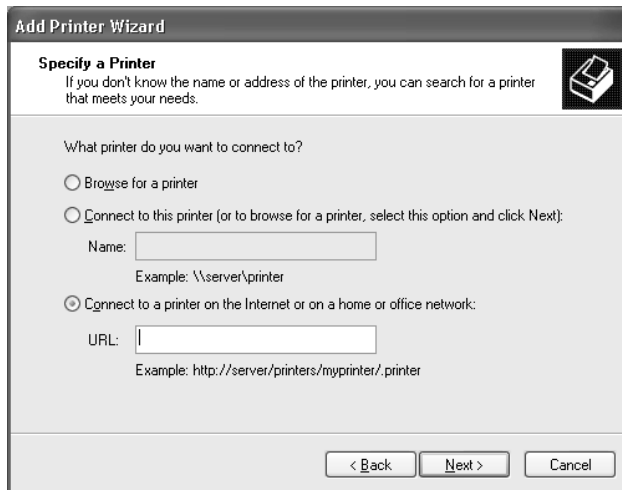 Add Printer Wizard
Specify a Printer
If you don't know the name or address of the printer, you can search for a printer
that meets your needs.
What printer do you want to connect to?
Browse for a printer
Connect to this printer (or to browse for a printer, select this option and click Next):
Name:
Example: \\server\printer
Connect to a printer on the Internet or on a home or office network:
URL:
Example: http://server/printers/myprinter/.printer
< Back Next > Cancel